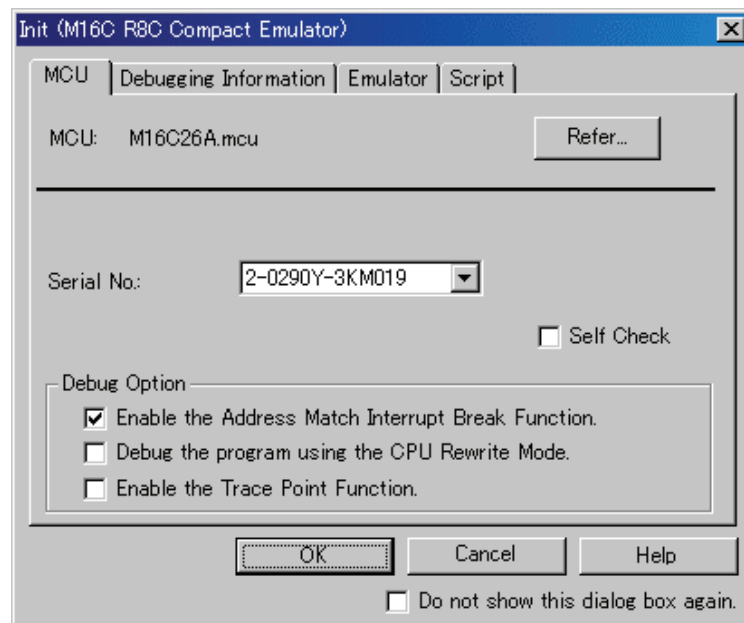 Init (M16C R8C Compact Emulator)
MCU Debugging Information Emulator Script
MCU: M16C26A.mcu Refer...
Serial No.: 2-0290Y-3KM019
Self Check
Debug Option
Enable the Address Match Interrupt Break Function.
Debug the program using the CPU Rewrite Mode.
Enable the Trace Point Function.
OK Cancel Help
Do not show this dialog box again.